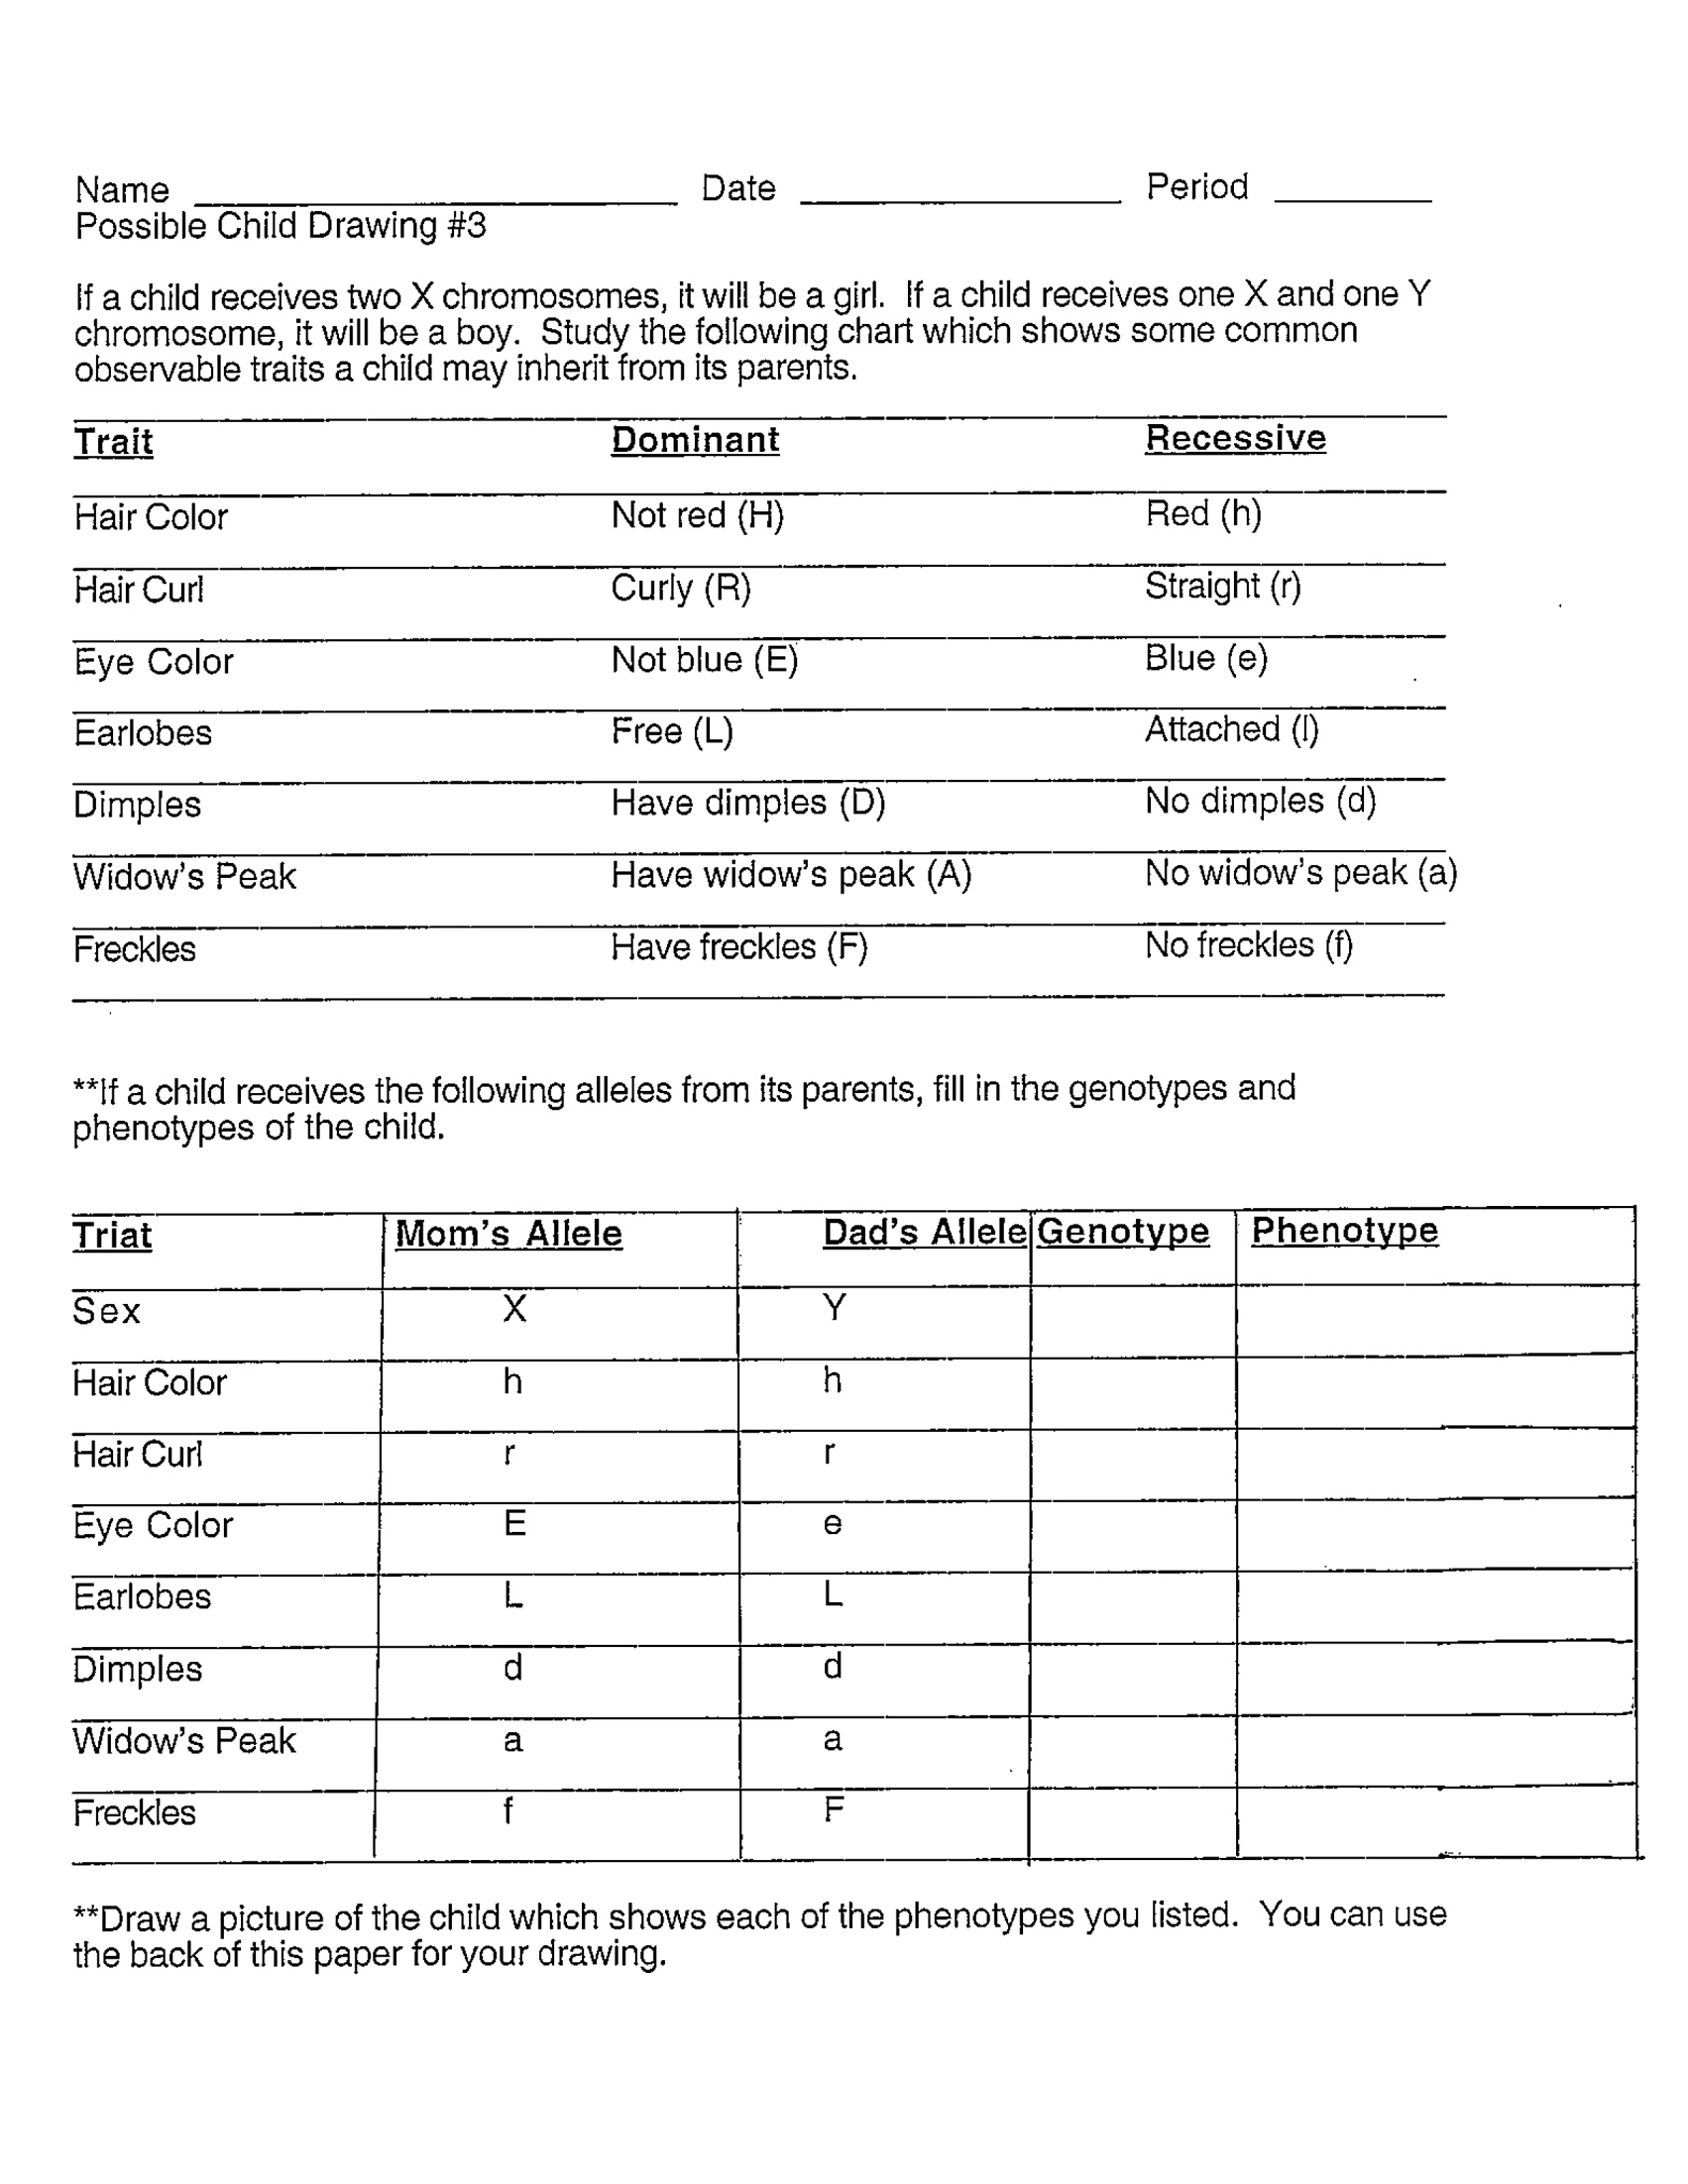 Name ____________ Date ____________ Period ______
Possible Child Drawing #3
If a child receives two X chromosomes, it will be a girl. If a child receives one X and one Y
chromosome, it will be a boy. Study the following chart which shows some common
observable traits a child may inherit from its parents.
Trait Dominant Recessive
Hair Color Not red (H) Red (h)
Hair Curl Curly (R) Straight (r)
Eye Color Not blue (E) Blue (e)
Earlobes Free (L) Attached (l)
Dimples Have dimples (D) No dimples (d)
Widow's Peak Have widow's peak (A) No widow's peak (a)
Freckles Have freckles (F) No freckles (f)
**If a child receives the following alleles from its parents, fill in the genotypes and
phenotypes of the child.
Triat Mom's Allele Dad's Allele Genotype Phenotype
Sex X Y
Hair Color h h
Hair Curl r r
Eye Color E e
Earlobes L L
Dimples d d
Widow's Peak a a
Freckles f F
**Draw a picture of the child which shows each of the phenotypes you listed. You can use
the back of this paper for your drawing.